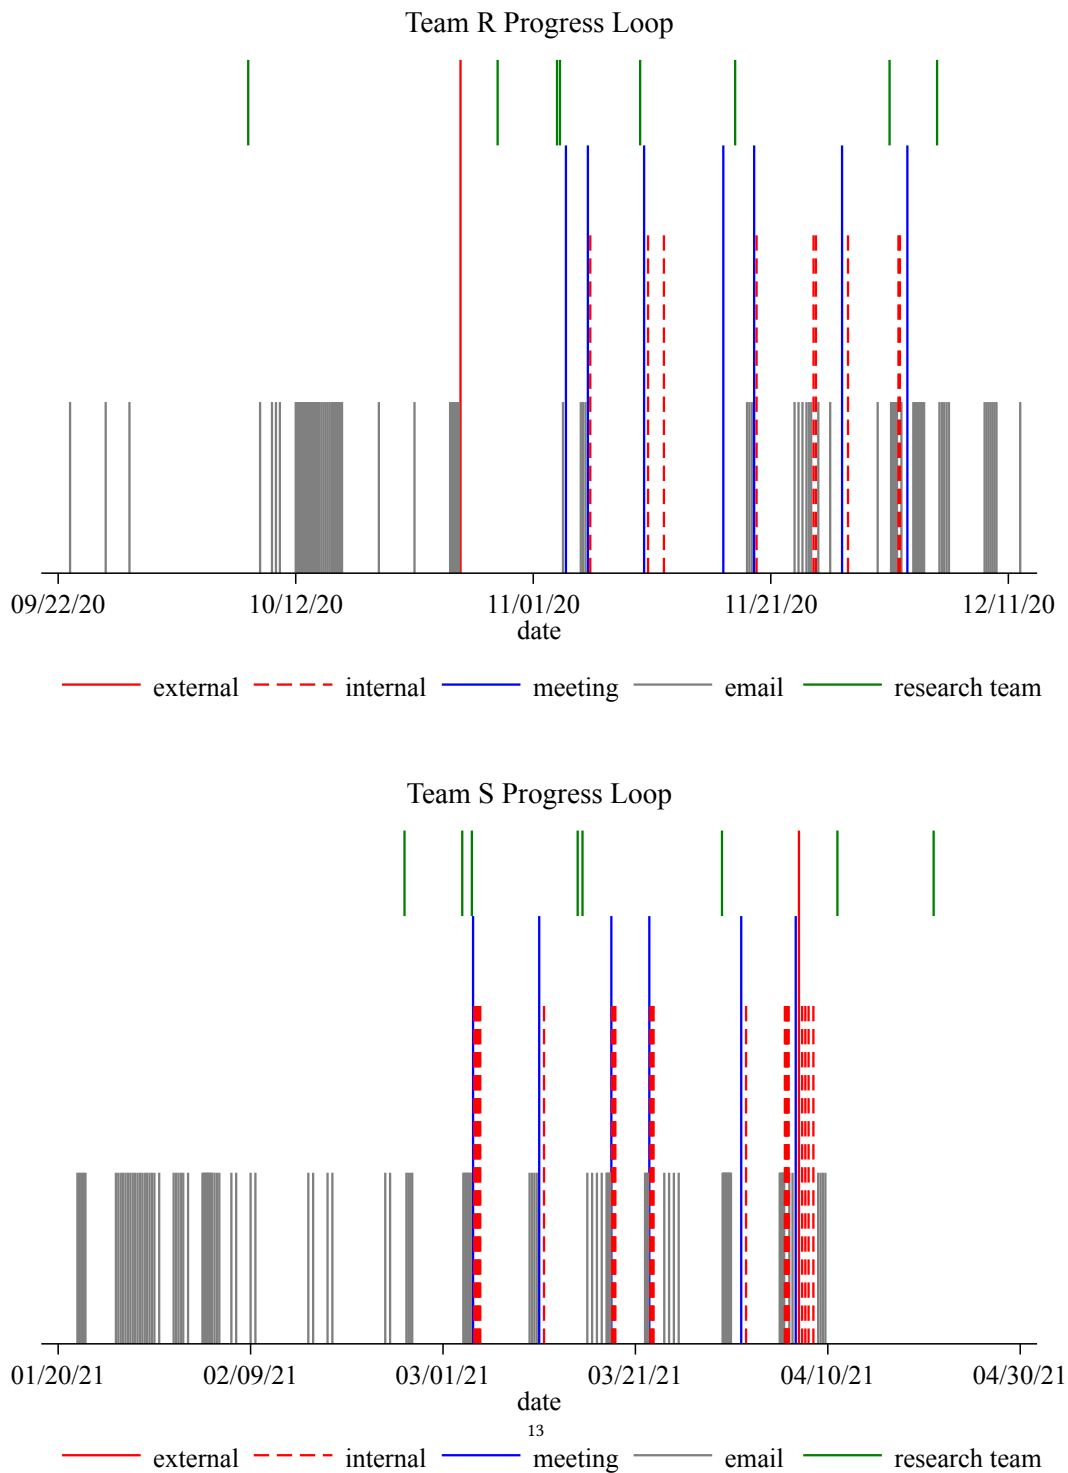 Team R Progress Loop
09/22/20 10/12/20 11/01/20 11/21/20 12/11/20
date
external internal meeting email research team
Team S Progress Loop
01/20/21 02/09/21 03/01/21 03/21/21 04/10/21 04/30/21
date
13
external internal meeting email research team